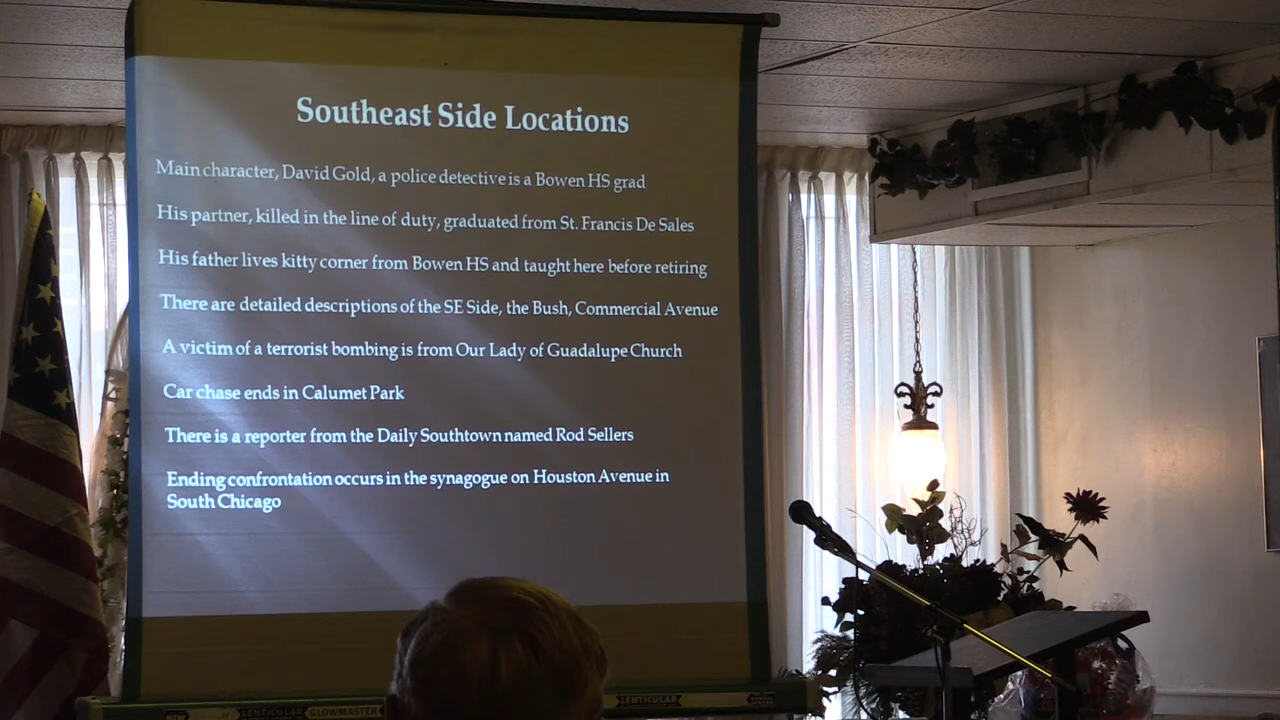 Southeast Side Locations
Main character, David Gold, a police detective is a Bowen HS grad
His partner, killed in the line of duty, graduated from St. Francis De Sales
His father lives kitty corner from Bowen HS and taught here before retiring
There are detailed descriptions of the SE Side, the Bush, Commercial Avenue
A victim of a terrorist bombing is from Our Lady of Guadalupe Church
Car chase ends in Calumet Park
There is a reporter from the Daily Southtown named Rod Sellers
Ending confrontation occurs in the synagogue on Houston Avenue in
South Chicago
LENTICULAR GLOWMASTER LENTICULAR